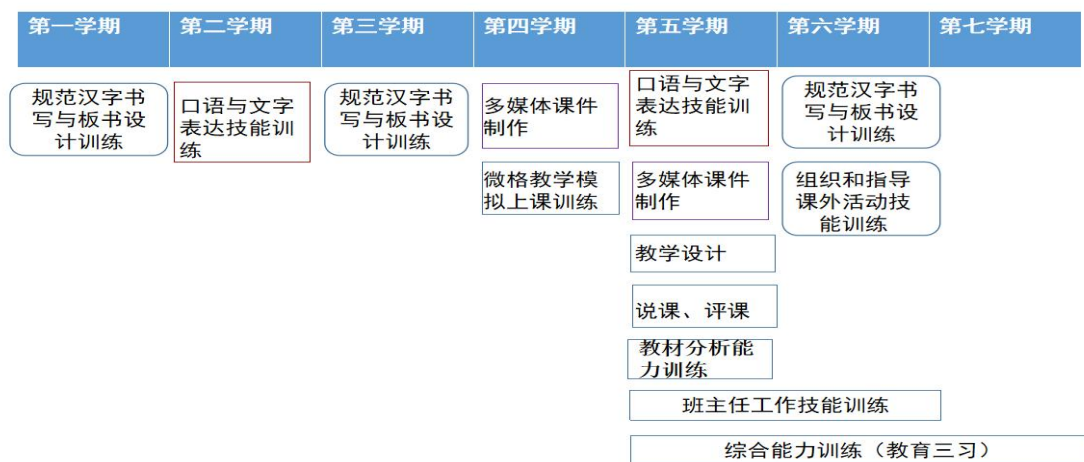 第一学期 第二学期 第三学期 第四学期 第五学期 第六学期 第七学期
规范汉字书
写与板书设
计训练
口语与文字
表达技能训
练
规范汉字书
写与板书设
计训练
多媒体课件
制作
口语与文字
表达技能训
练
规范汉字书
写与板书设
计训练
微格教学模
拟上课训练
多媒体课件
制作
组织和指导
课外活动技
能训练
教学设计
说课、评课
教材分析能
力训练
班主任工作技能训练
综合能力训练（教育三习）